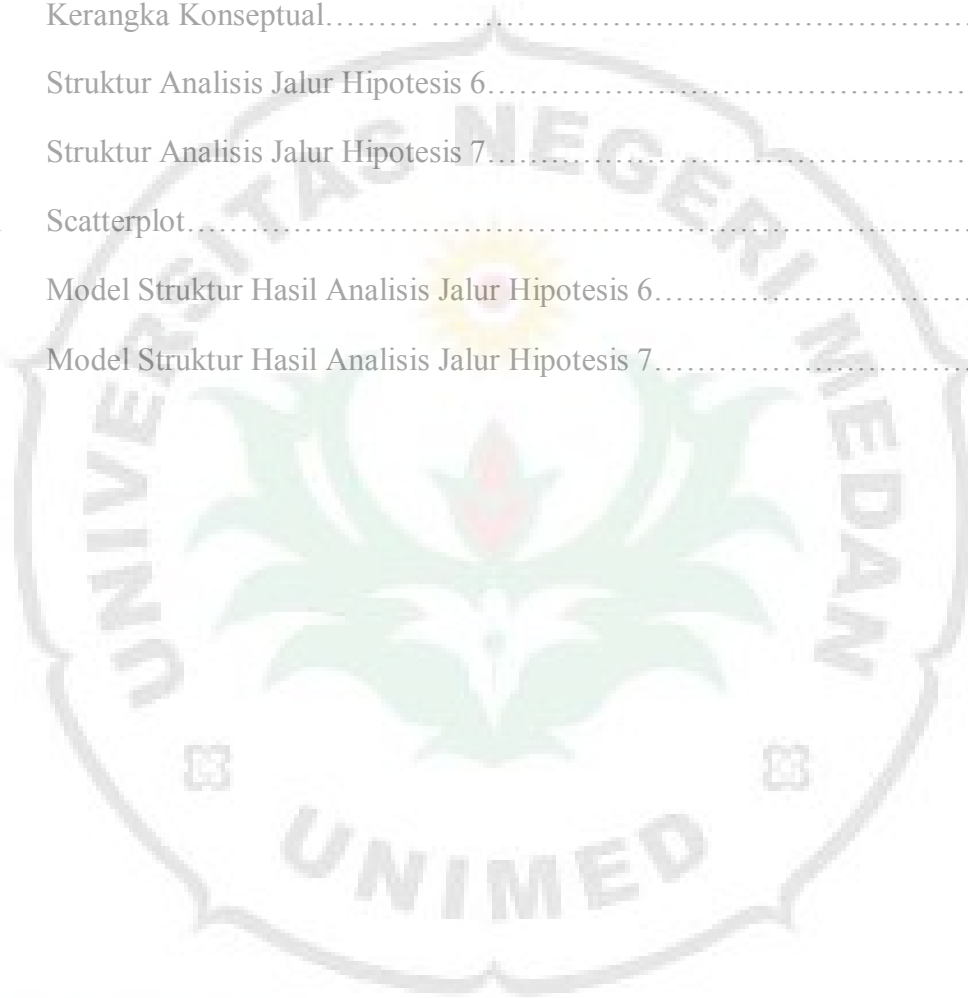 Kerangka Konseptual......... .......................................................
Struktur Analisis Jalur Hipotesis 6..............................................
Struktur Analisis Jalur Hipotesis 7..............................................
Scatterplot...........................................................................
Model Struktur Hasil Analisis Jalur Hipotesis 6..............................
Model Struktur Hasil Analisis Jalur Hipotesis 7..............................
UNIVERSITAS NEGERI MEDAN
UNIMED